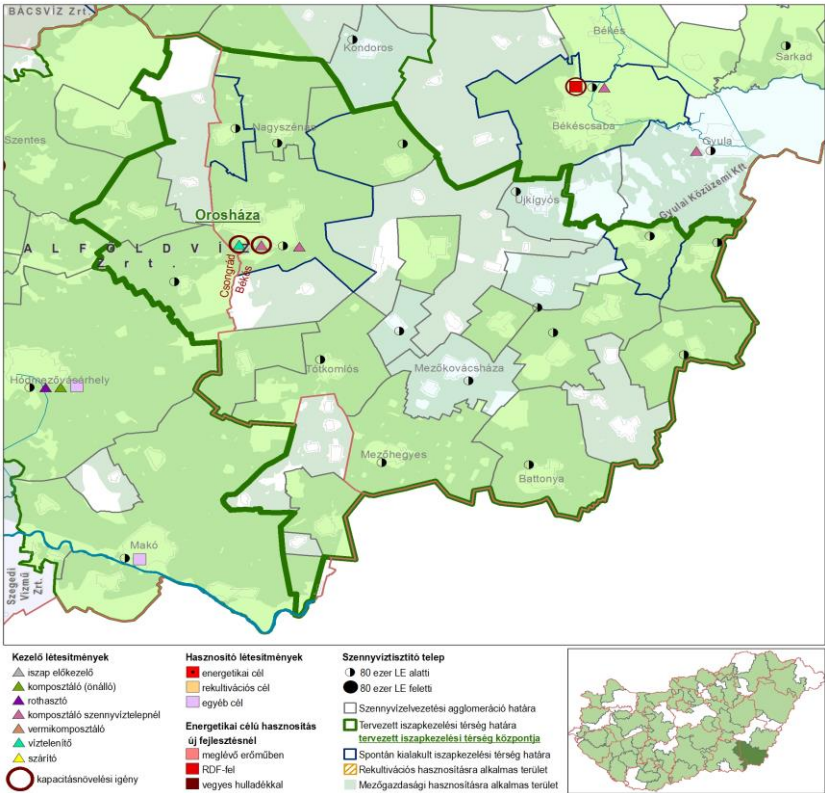 BÁCSVÍZ Zrt.
Kondoros
Békés
Sarkad
Szentes
Nagyszénás
Békéscsaba
Gyula
Gyulai Közüzemi Kft
Újkígyós
Orosháza
A L F Ö L D V Í Z
Z r t .
Csongrád
Békés
Hódmezővásárhely
Tótkomlós
Mezőkovácsháza
Mezőhegyes
Battonya
Makó
Szegedi
Vízmű
Zrt.
Kezelő létesítmények
iszap előkezelő
komposztáló (önálló)
rothasztó
komposztáló szennyvíztelepnél
vermikomposztáló
víztelenítő
szárító
kapacitásnövelési igény
Hasznosító létesítmények
energetikai cél
rekultivációs cél
egyéb cél
Energetikai célú hasznosítás
új fejlesztésnél
meglévő erőműben
RDF-fel
vegyes hulladékkal
Szennyvíztisztító telep
80 ezer LE alatti
80 ezer LE feletti
Szennyvízelvezetési agglomeráció határa
Tervezett iszapkezelési térség határa
tervezett iszapkezelési térség központja
Spontán kialakult iszapkezelési térség határa
Rekultivációs hasznosításra alkalmas terület
Mezőgazdasági hasznosításra alkalmas terület